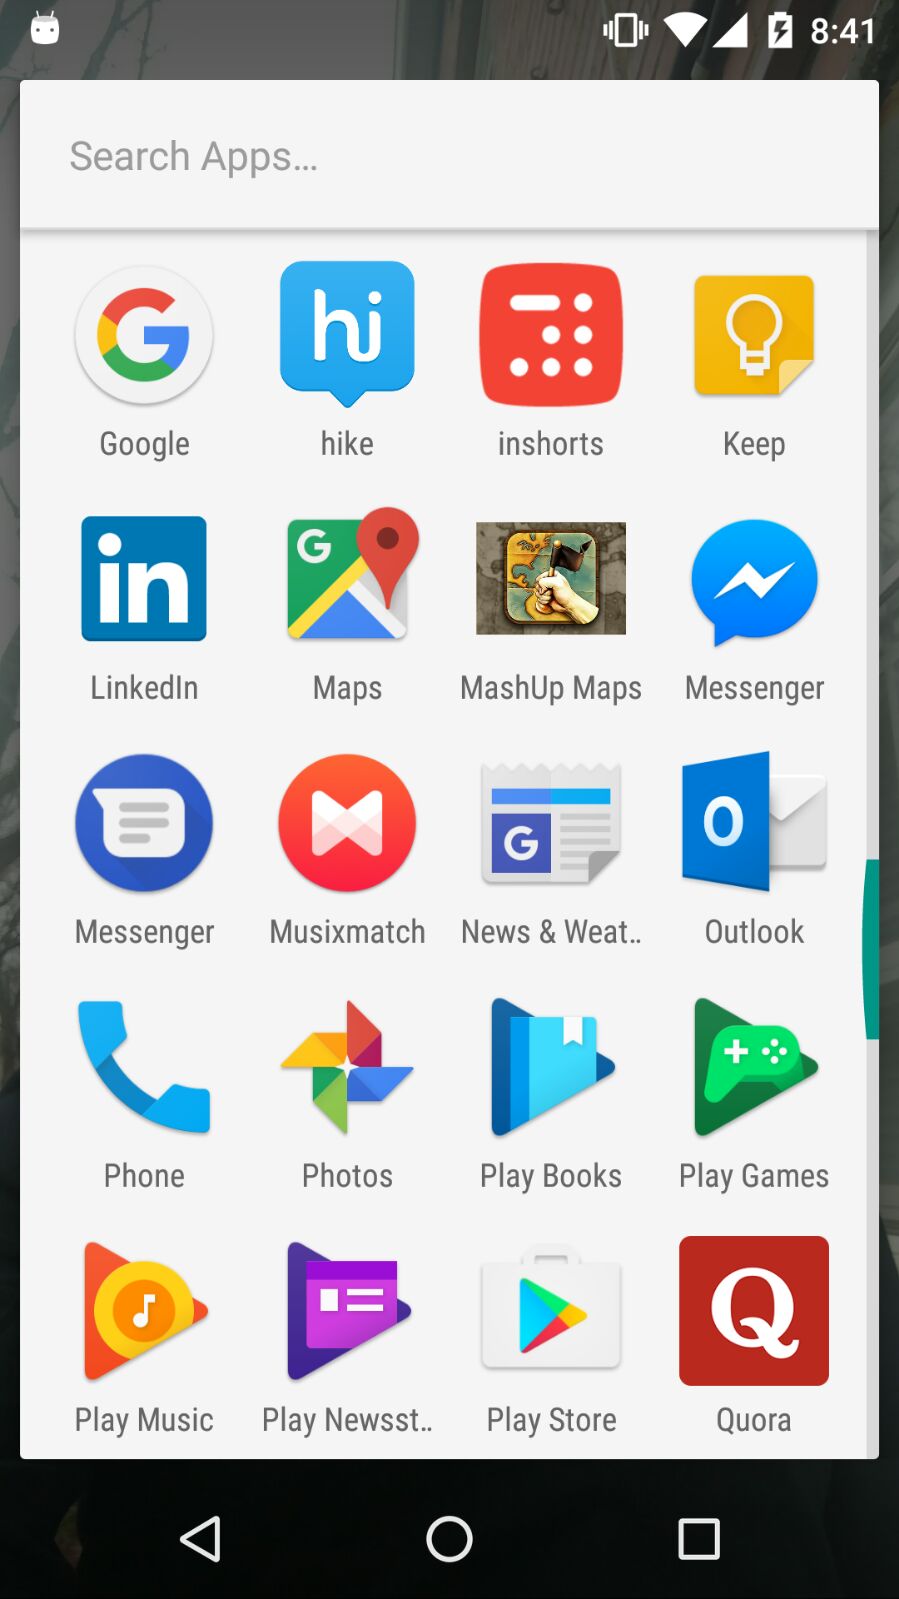 8:41
Search Apps...
G
hi
Google
hike
inshorts
Keep
in
G
LinkedIn
Maps
MashUp Maps
Messenger
G
O
Messenger
Musixmatch
News & Weat..
Outlook
Phone
Photos
Play Books
Play Games
Q
Play Music
Play Newsst..
Play Store
Quora